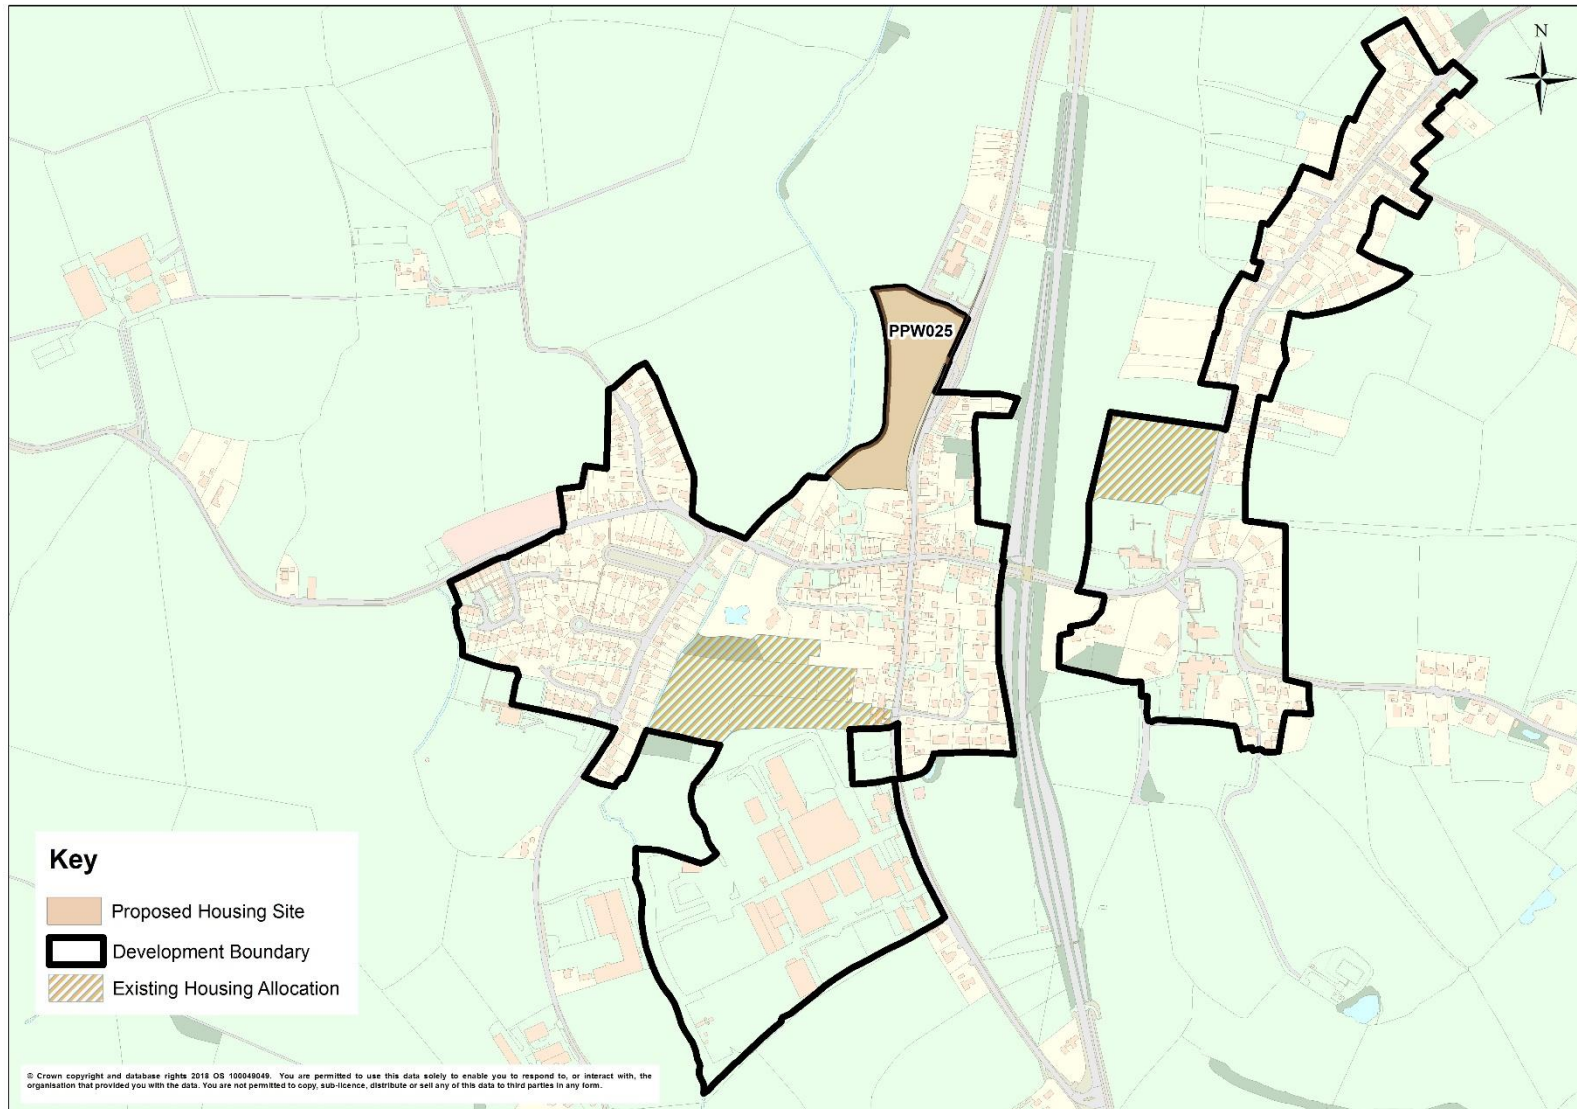 N
PPW025
Key
Proposed Housing Site
Development Boundary
Existing Housing Allocation
© Crown copyright and database rights 2018 OS 100049049. You are permitted to use this data solely to enable you to respond to, or interact with, the
organisation that provided you with the data. You are not permitted to copy, sub-licence, distribute or sell any of this data to third parties in any form.